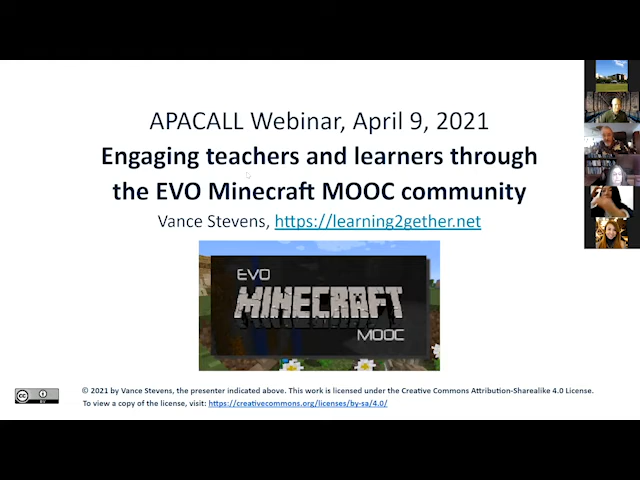 APACALL Webinar, April 9, 2021
Engaging teachers and learners through
the EVO Minecraft MOOC community
Vance Stevens, https://learning2gether.net
EVO
MINECRAFT
MOOC
© 2021 by Vance Stevens, the presenter indicated above. This work is licensed under the Creative Commons Attribution-Sharealike 4.0 License.
To view a copy of the license, visit: https://creativecommons.org/licenses/by-sa/4.0/